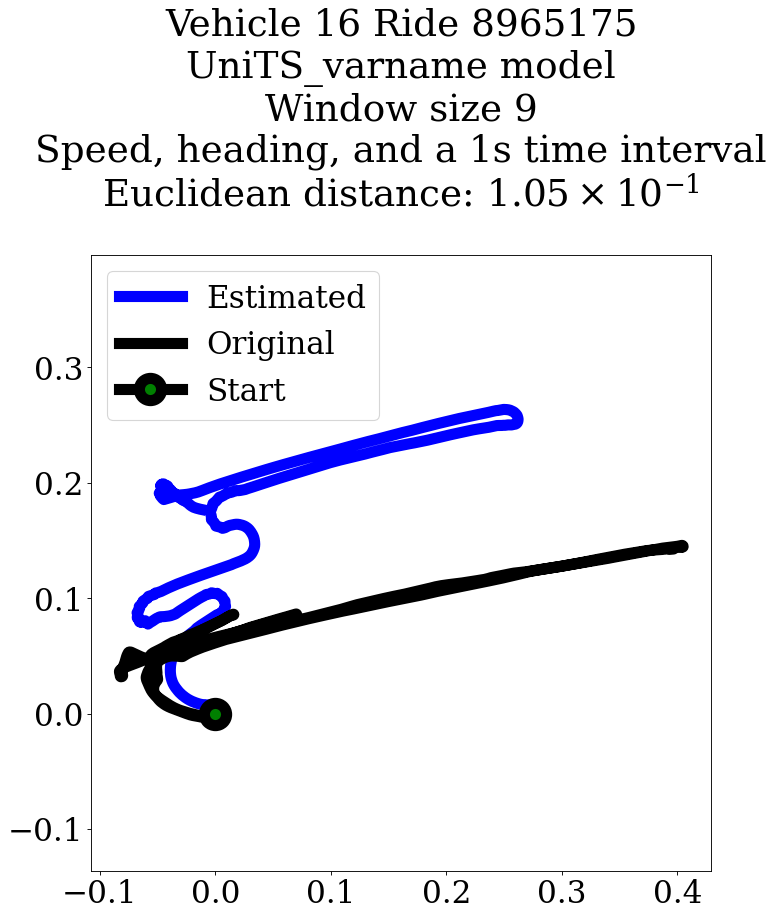 Vehicle 16 Ride 8965175
UniTS_varname model
Window size 9
Speed, heading, and a 1s time interval
Euclidean distance: 1.05 × 10⁻¹
Estimated
Original
Start
0.3
0.2
0.1
0.0
−0.1
−0.1 0.0 0.1 0.2 0.3 0.4